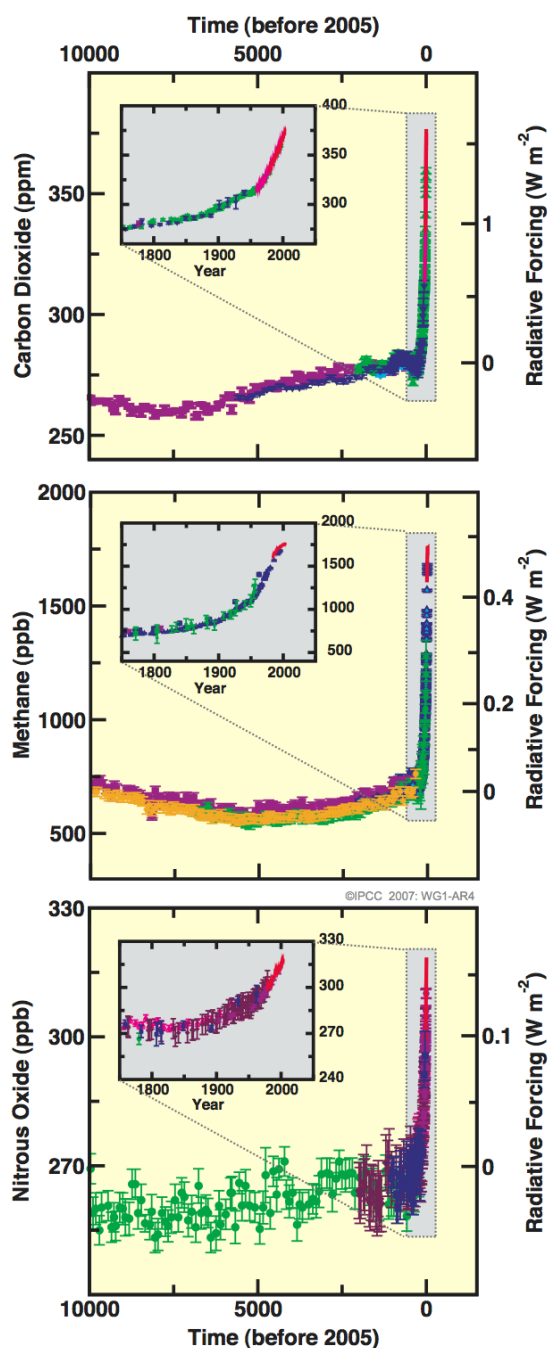 Time (before 2005)
10000 5000 0
Carbon Dioxide (ppm)
350
300
250
400
300
1800 1900 2000
Year
1
0
Radiative Forcing (W m-2)
Methane (ppb)
2000
1500
1000
500
2000
1500
1000
500
1800 1900 2000
Year
0.4
0.2
0
Radiative Forcing (W m-2)
©IPCC 2007: WG1-AR4
Nitrous Oxide (ppb)
330
300
270
330
300
270
240
1800 1900 2000
Year
0.1
0
Radiative Forcing (W m-2)
10000 5000 0
Time (before 2005)